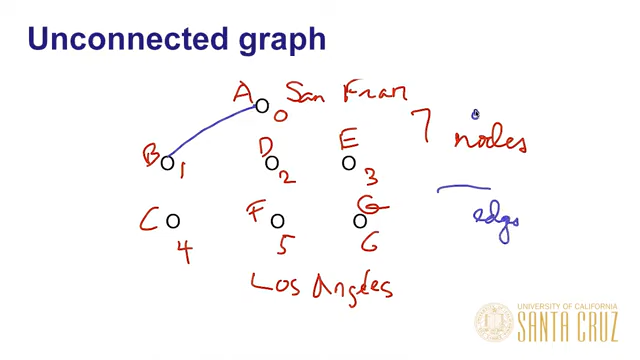 Unconnected graph
A San Fran
0
7 nodes
B D E
1 2 3
C F G
4 5 6
edgs
Los Angeles
UNIVERSITY OF CALIFORNIA
SANTA CRUZ